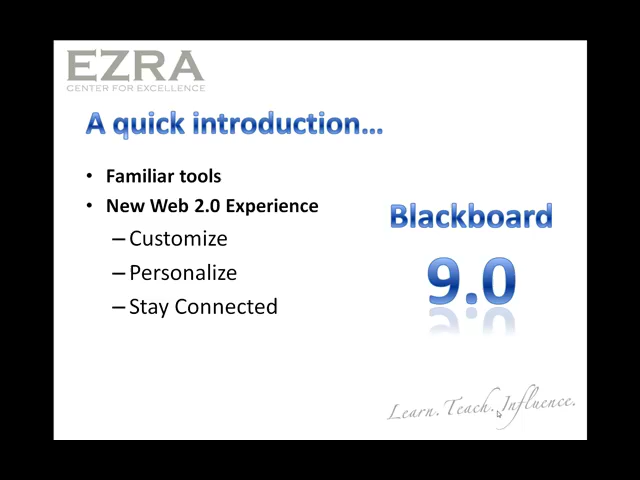 EZRA
CENTER FOR EXCELLENCE
A quick introduction...
• Familiar tools
• New Web 2.0 Experience
– Customize
– Personalize
– Stay Connected
Blackboard
9.0
Learn. Teach. Influence.